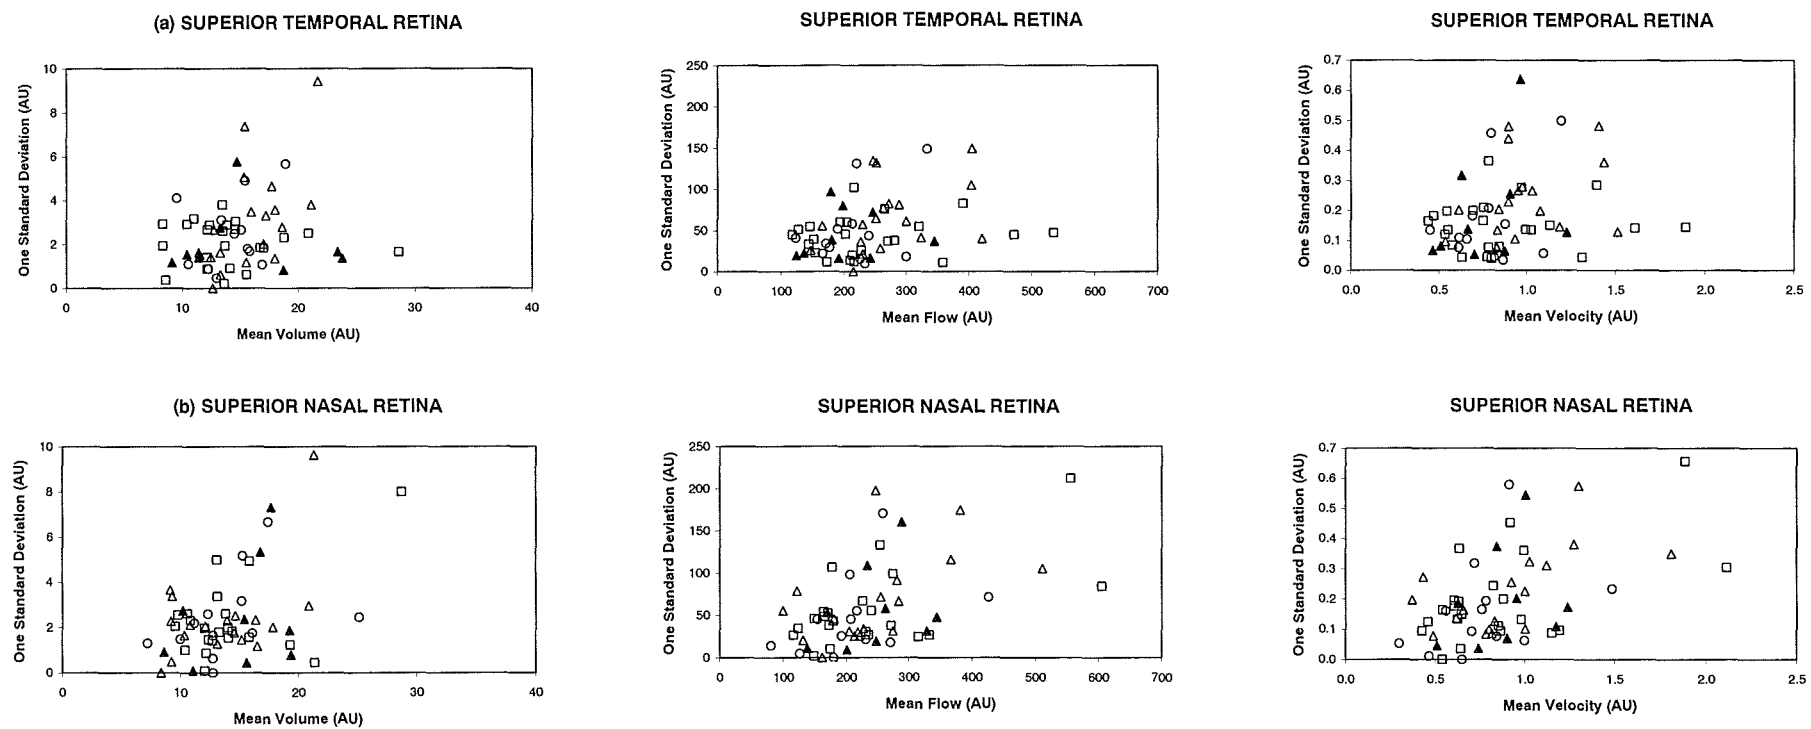 (a) SUPERIOR TEMPORAL RETINA
SUPERIOR TEMPORAL RETINA
SUPERIOR TEMPORAL RETINA
One Standard Deviation (AU)
10
8
6
4
2
0
0 10 20 30 40
Mean Volume (AU)
One Standard Deviation (AU)
250
200
150
100
50
0
0 100 200 300 400 500 600 700
Mean Flow (AU)
One Standard Deviation (AU)
0.7
0.6
0.5
0.4
0.3
0.2
0.1
0.0
0.0 0.5 1.0 1.5 2.0 2.5
Mean Velocity (AU)
(b) SUPERIOR NASAL RETINA
SUPERIOR NASAL RETINA
SUPERIOR NASAL RETINA
One Standard Deviation (AU)
10
8
6
4
2
0
0 10 20 30 40
Mean Volume (AU)
One Standard Deviation (AU)
250
200
150
100
50
0
0 100 200 300 400 500 600 700
Mean Flow (AU)
One Standard Deviation (AU)
0.7
0.6
0.5
0.4
0.3
0.2
0.1
0.0
0.0 0.5 1.0 1.5 2.0 2.5
Mean Velocity (AU)